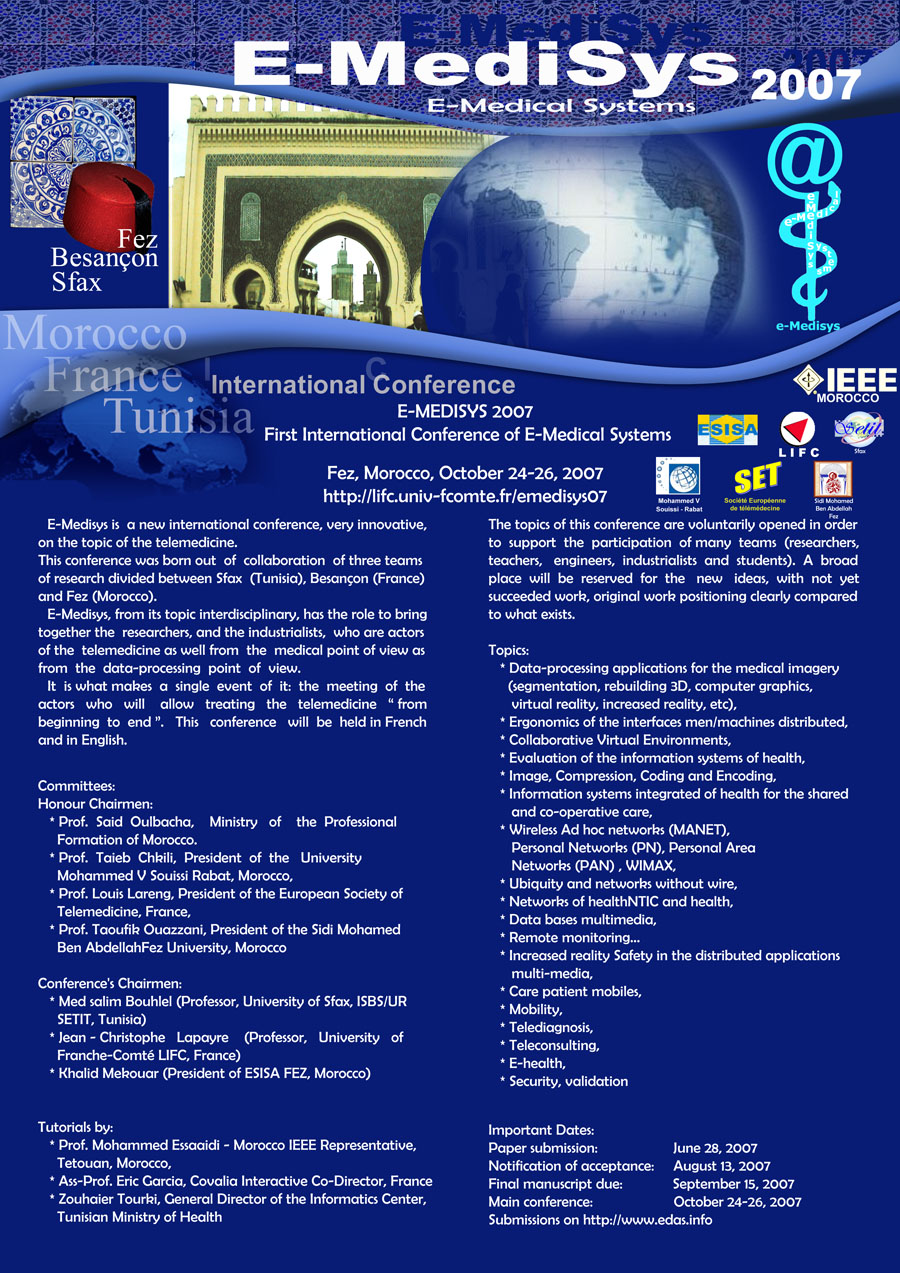 E-MediSys
E-MediSys 2007
2007
E-Medical Systems
Fez
Besançon
Sfax
@
e-Medical
e-MediSys
System
e-Medisys
Morocco
France
Tunisia
I C
International Conference
E-MEDISYS 2007
First International Conference of E-Medical Systems
Fez, Morocco, October 24-26, 2007
http://lifc.univ-fcomte.fr/emedisys07
IEEE
MOROCCO
ESISA
L I F C
Setit
Sfax
Mohammed V
Souissi - Rabat
SET
Société Européenne
de télémédecine
Sidi Mohamed
Ben Abdellah
Fez
E-Medisys is a new international conference, very innovative,
on the topic of the telemedicine.
This conference was born out of collaboration of three teams
of research divided between Sfax (Tunisia), Besançon (France)
and Fez (Morocco).
E-Medisys, from its topic interdisciplinary, has the role to bring
together the researchers, and the industrialists, who are actors
of the telemedicine as well from the medical point of view as
from the data-processing point of view.
It is what makes a single event of it: the meeting of the
actors who will allow treating the telemedicine “ from
beginning to end ”. This conference will be held in French
and in English.
Committees:
Honour Chairmen:
* Prof. Said Oulbacha, Ministry of the Professional
Formation of Morocco.
* Prof. Taieb Chkili, President of the University
Mohammed V Souissi Rabat, Morocco,
* Prof. Louis Lareng, President of the European Society of
Telemedicine, France,
* Prof. Taoufik Ouazzani, President of the Sidi Mohamed
Ben AbdellahFez University, Morocco
Conference's Chairmen:
* Med salim Bouhlel (Professor, University of Sfax, ISBS/UR
SETIT, Tunisia)
* Jean - Christophe Lapayre (Professor, University of
Franche-Comté LIFC, France)
* Khalid Mekouar (President of ESISA FEZ, Morocco)
Tutorials by:
* Prof. Mohammed Essaaidi - Morocco IEEE Representative,
Tetouan, Morocco,
* Ass-Prof. Eric Garcia, Covalia Interactive Co-Director, France
* Zouhaier Tourki, General Director of the Informatics Center,
Tunisian Ministry of Health
The topics of this conference are voluntarily opened in order
to support the participation of many teams (researchers,
teachers, engineers, industrialists and students). A broad
place will be reserved for the new ideas, with not yet
succeeded work, original work positioning clearly compared
to what exists.
Topics:
* Data-processing applications for the medical imagery
(segmentation, rebuilding 3D, computer graphics,
virtual reality, increased reality, etc),
* Ergonomics of the interfaces men/machines distributed,
* Collaborative Virtual Environments,
* Evaluation of the information systems of health,
* Image, Compression, Coding and Encoding,
* Information systems integrated of health for the shared
and co-operative care,
* Wireless Ad hoc networks (MANET),
Personal Networks (PN), Personal Area
Networks (PAN) , WIMAX,
* Ubiquity and networks without wire,
* Networks of healthNTIC and health,
* Data bases multimedia,
* Remote monitoring...
* Increased reality Safety in the distributed applications
multi-media,
* Care patient mobiles,
* Mobility,
* Telediagnosis,
* Teleconsulting,
* E-health,
* Security, validation
Important Dates:
Paper submission: June 28, 2007
Notification of acceptance: August 13, 2007
Final manuscript due: September 15, 2007
Main conference: October 24-26, 2007
Submissions on http://www.edas.info